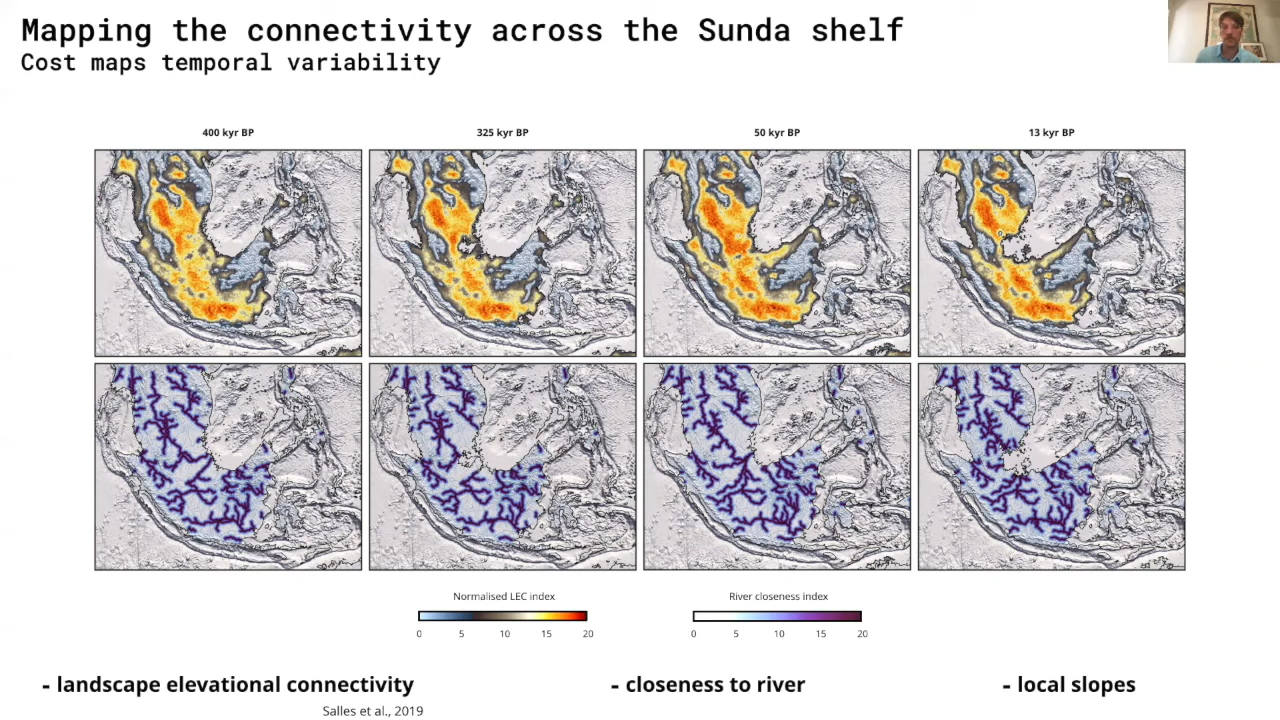 Mapping the connectivity across the Sunda shelf
Cost maps temporal variability
400 kyr BP 325 kyr BP 50 kyr BP 13 kyr BP
Normalised LEC index River closeness index
0 5 10 15 20 0 5 10 15 20
- landscape elevational connectivity - closeness to river - local slopes
Salles et al., 2019